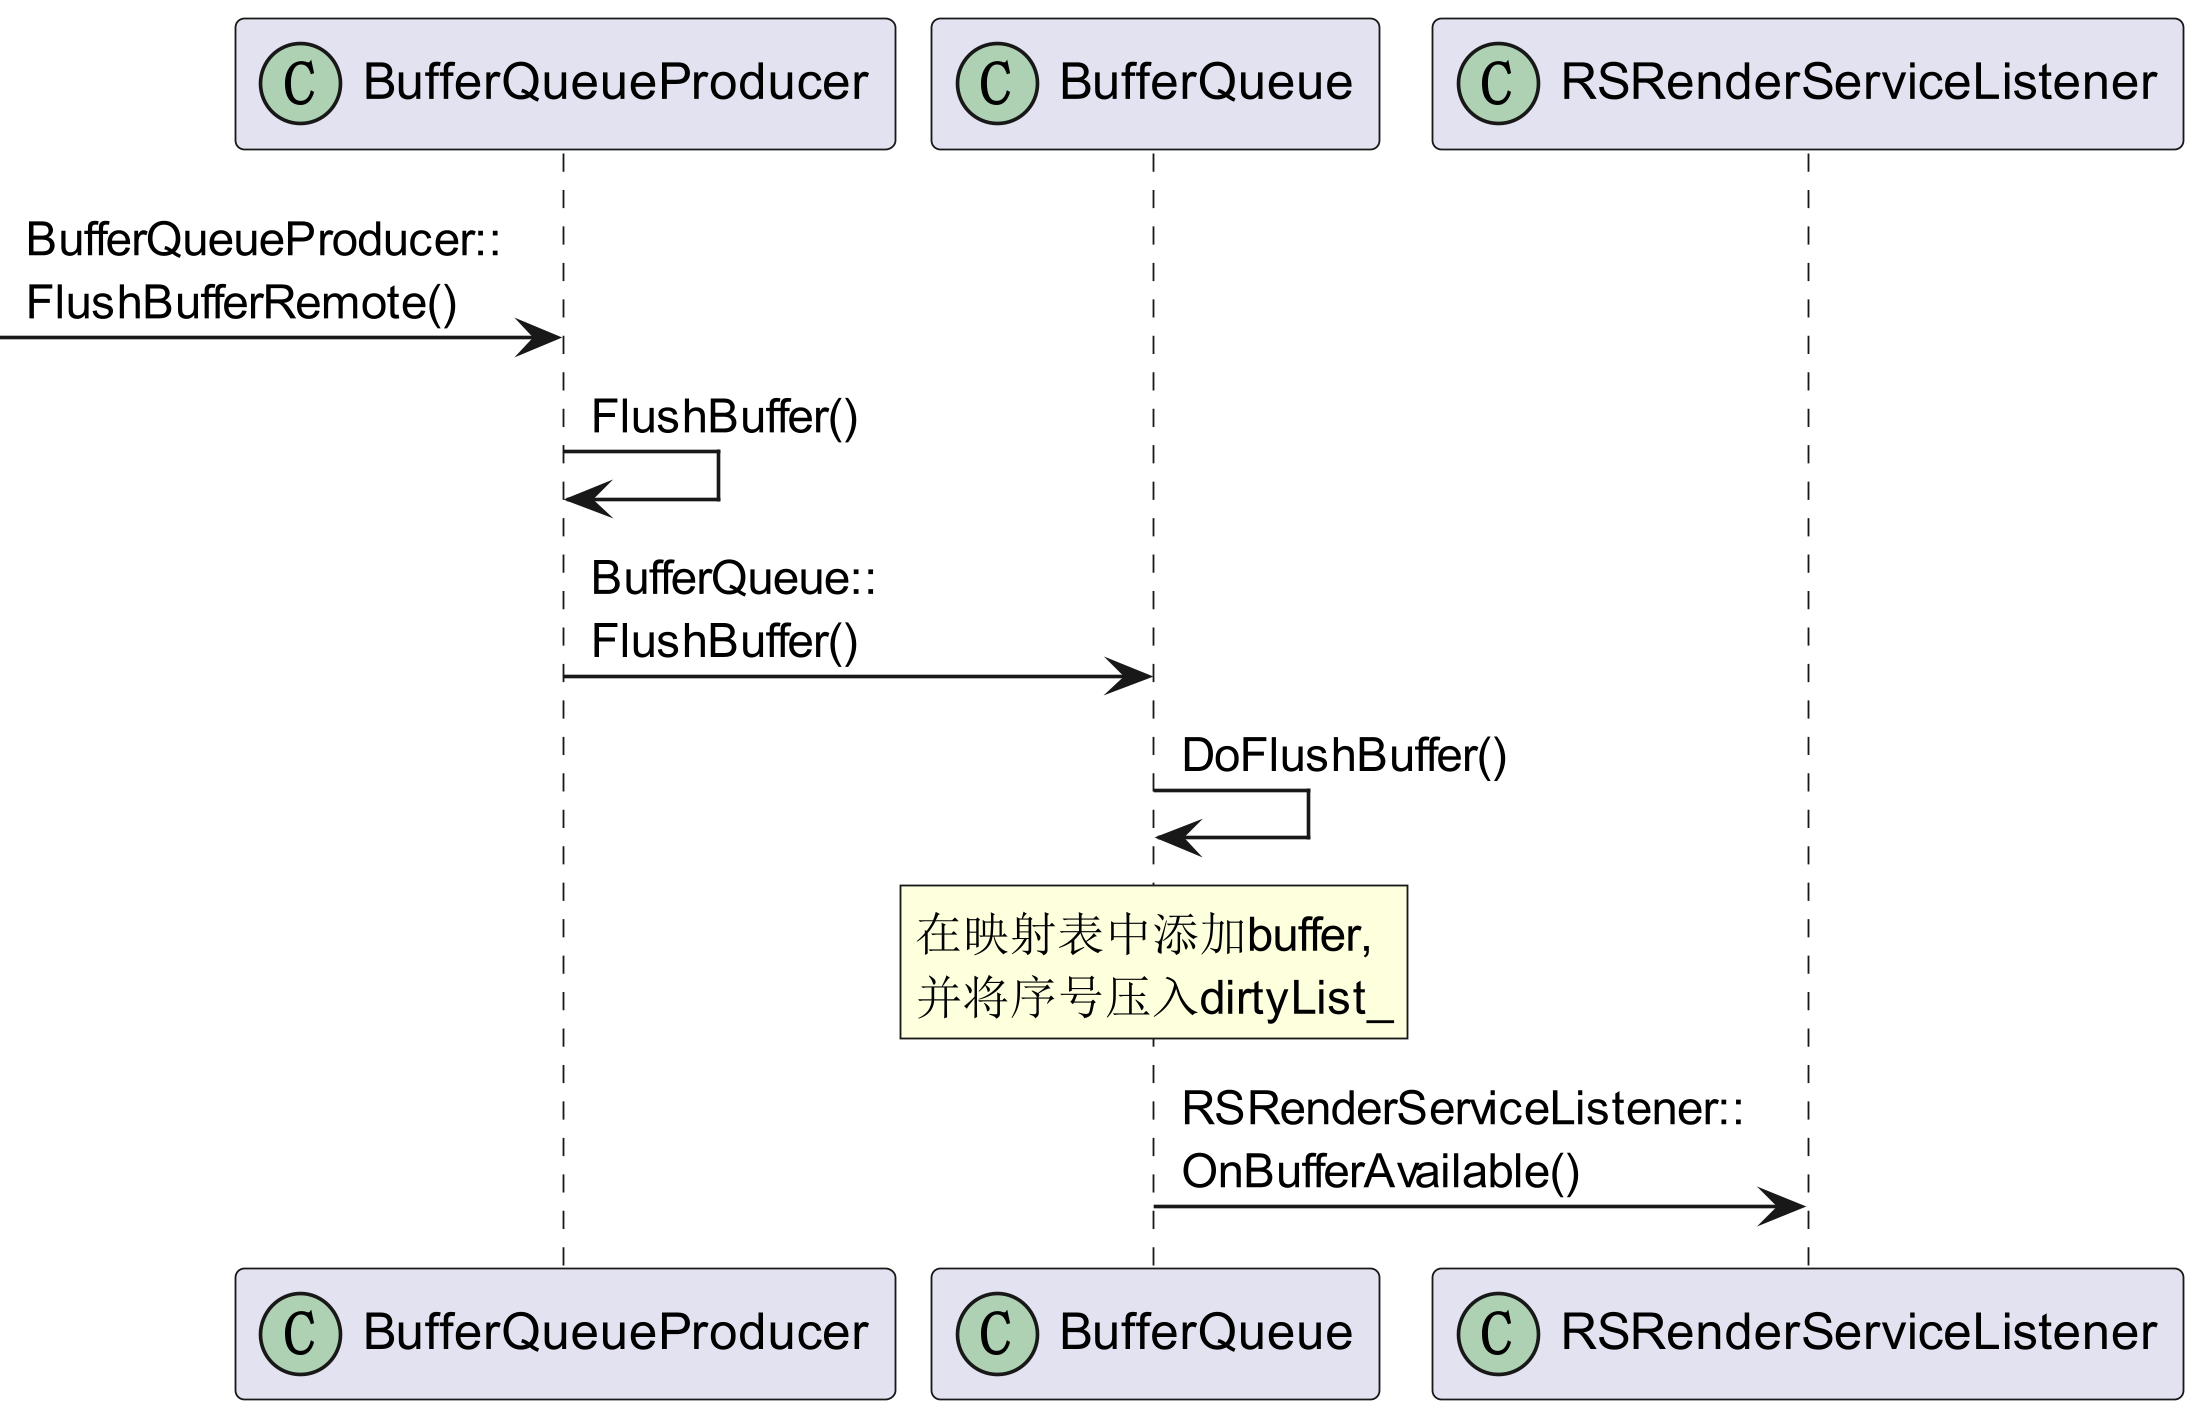 C BufferQueueProducer
C BufferQueue
C RSRenderServiceListener
BufferQueueProducer::
FlushBufferRemote()
FlushBuffer()
BufferQueue::
FlushBuffer()
DoFlushBuffer()
在映射表中添加buffer,
并将序号压入dirtyList_
RSRenderServiceListener::
OnBufferAvailable()
C BufferQueueProducer
C BufferQueue
C RSRenderServiceListener